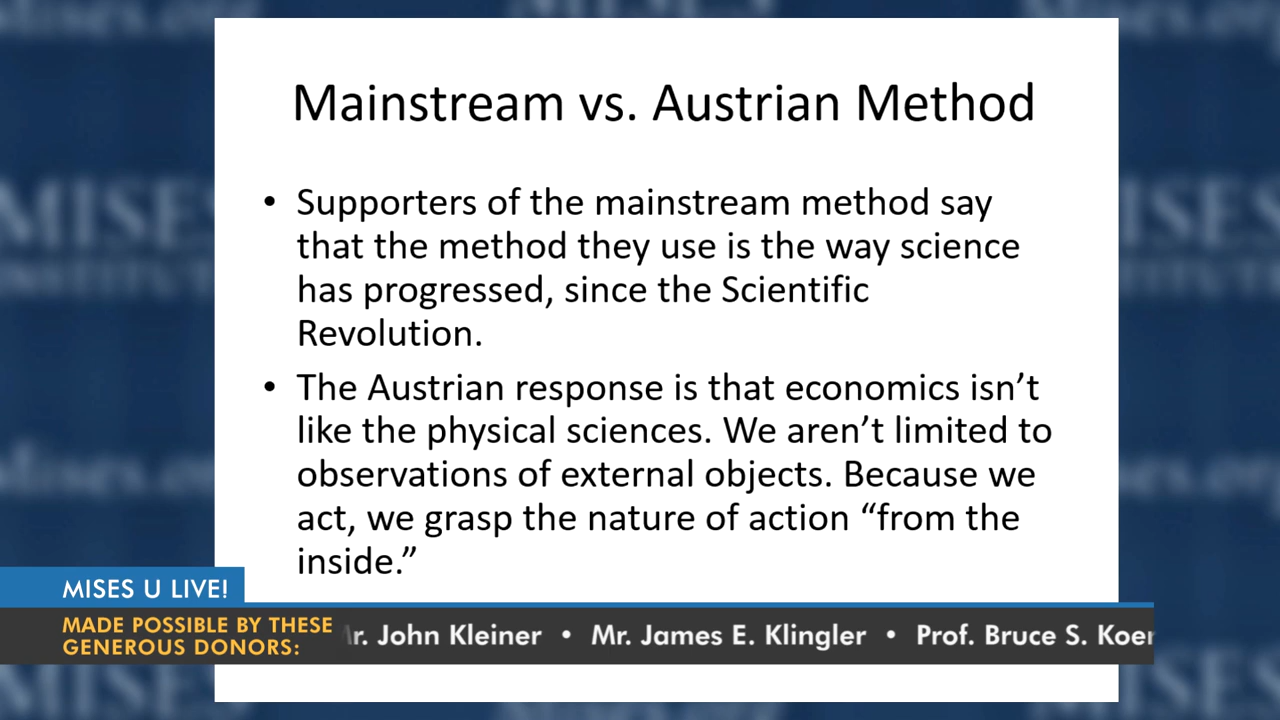 Mainstream vs. Austrian Method
• Supporters of the mainstream method say
that the method they use is the way science
has progressed, since the Scientific
Revolution.
• The Austrian response is that economics isn’t
like the physical sciences. We aren’t limited to
observations of external objects. Because we
act, we grasp the nature of action “from the
inside.”
MISES U LIVE!
MADE POSSIBLE BY THESE
GENEROUS DONORS:
John Kleiner • Mr. James E. Klingler • Prof. Bruce S.